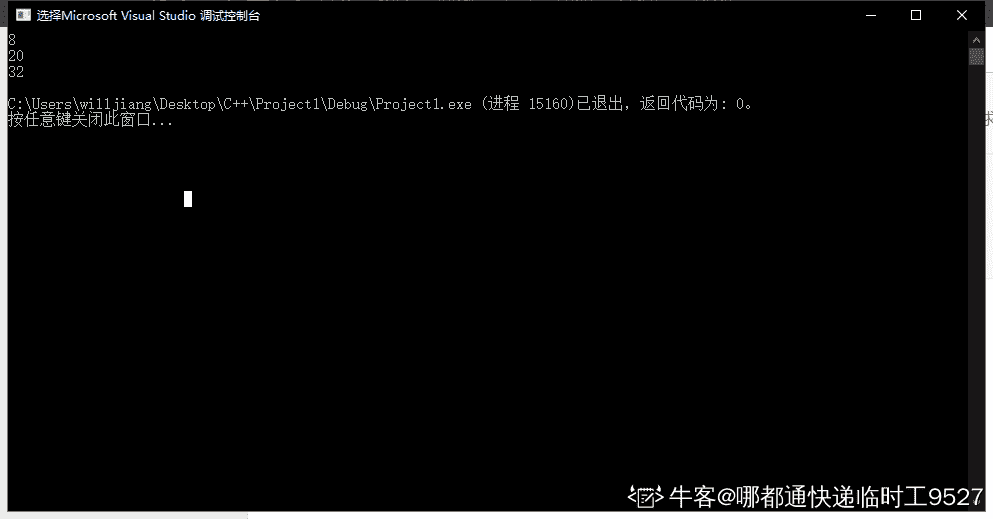 选择Microsoft Visual Studio 调试控制台
8
20
32
C:\Users\willjiang\Desktop\C++\Project1\Debug\Project1.exe (进程 15160)已退出，返回代码为: 0。
按任意键关闭此窗口...
牛客@哪都通快递临时工9527